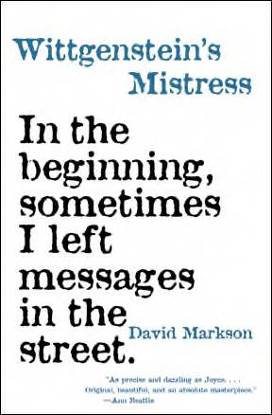 Wittgenstein's
Mistress
In the
beginning,
sometimes
I left
messages
in the
street.
David Markson
"As precise and dazzling as Joyce. . . .
Original, beautiful, and an absolute masterpiece."
—Ann Beattie